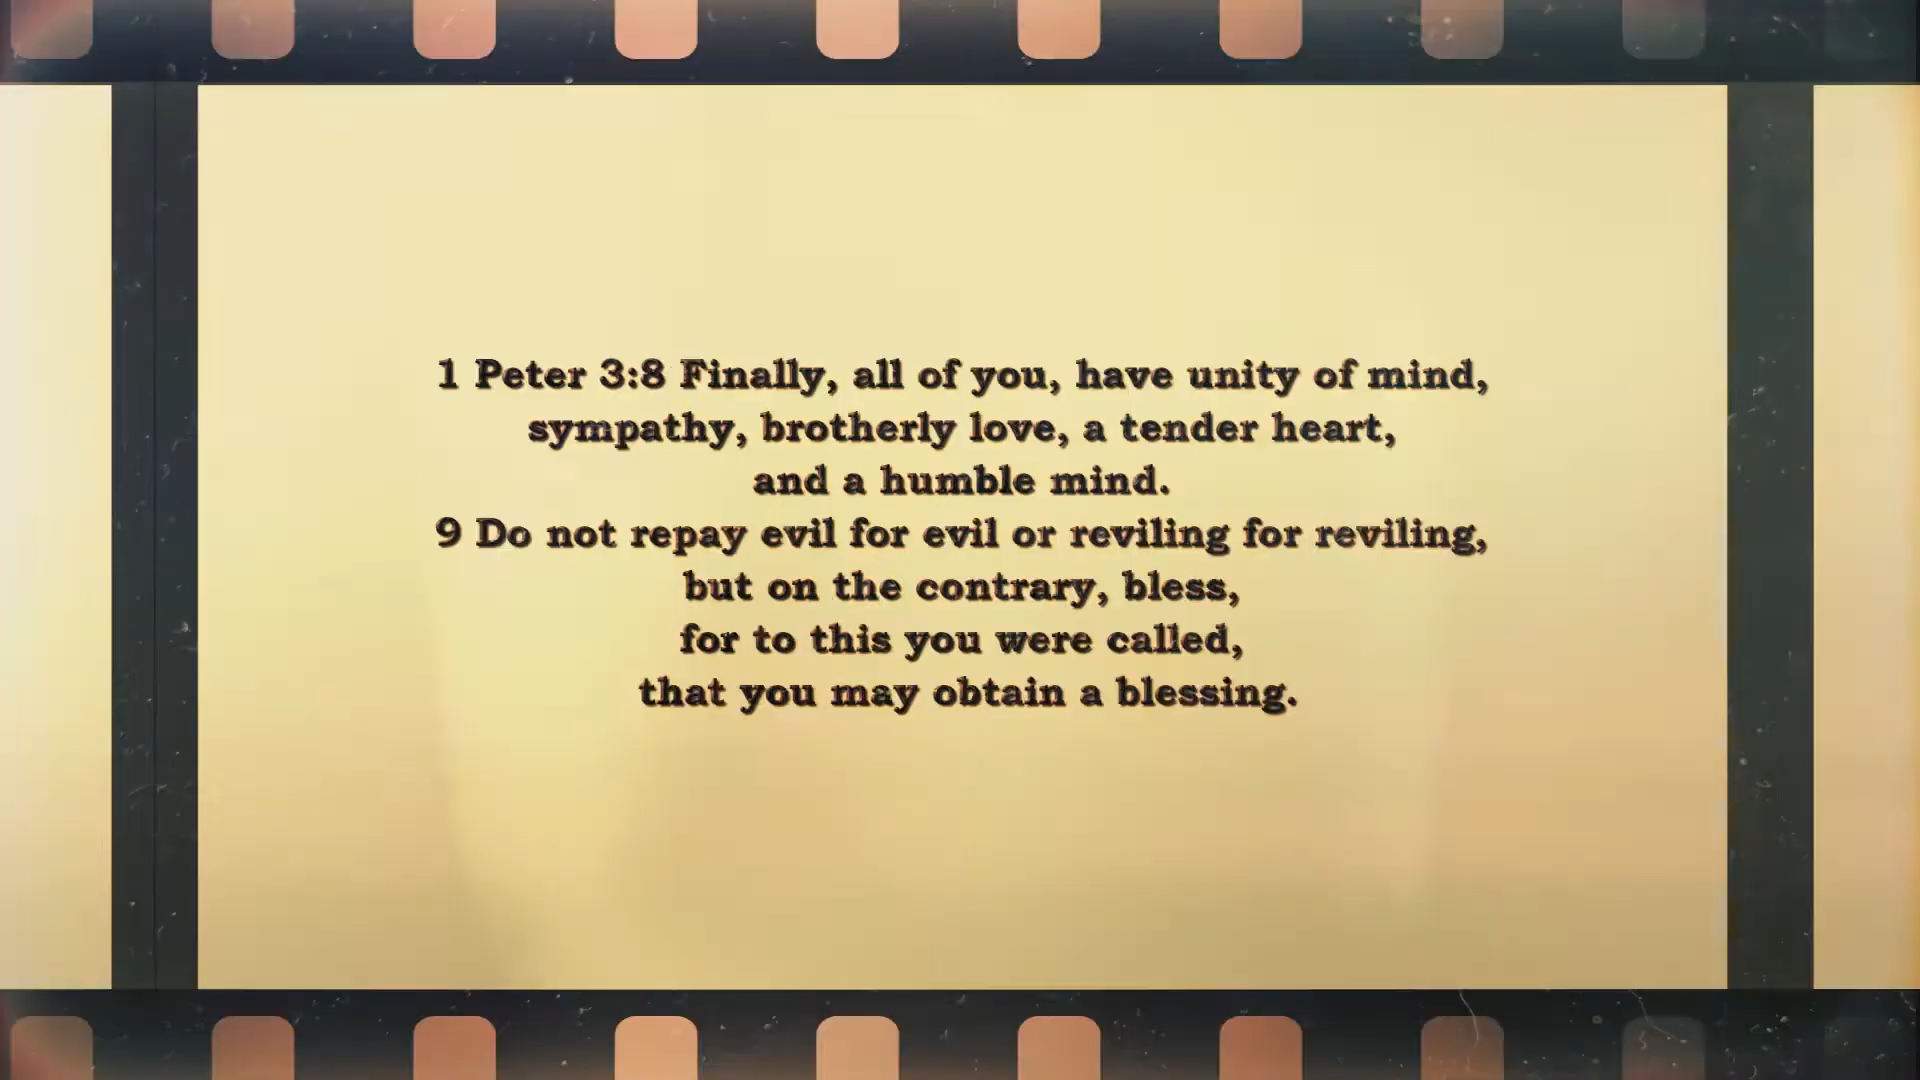 1 Peter 3:8 Finally, all of you, have unity of mind,
sympathy, brotherly love, a tender heart,
and a humble mind.
9 Do not repay evil for evil or reviling for reviling,
but on the contrary, bless,
for to this you were called,
that you may obtain a blessing.